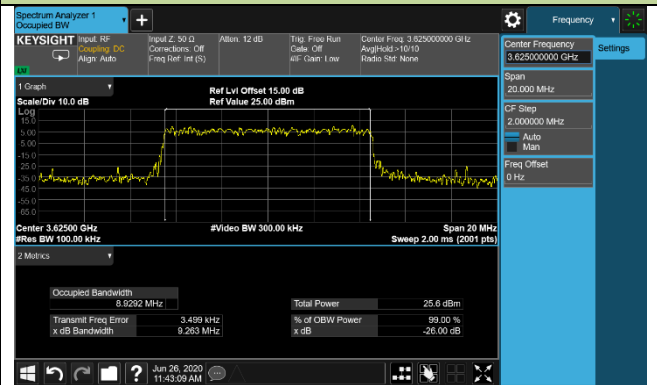 Spectrum Analyzer 1
Occupied BW
Frequency
KEYSIGHT
Input: RF
Coupling: DC
Align: Auto
Input Z: 50 Ω
Corrections: Off
Freq Ref: Int (S)
Atten: 12 dB
Trig: Free Run
Gate: Off
#IF Gain: Low
Center Freq: 3.625000000 GHz
Avg|Hold:>10/10
Radio Std: None
Center Frequency
3.625000000 GHz
Settings
Span
20.000 MHz
CF Step
2.000000 MHz
Auto
Man
Freq Offset
0 Hz
1 Graph
Scale/Div 10.0 dB
Ref Lvl Offset 15.00 dB
Ref Value 25.00 dBm
Log
15.0
5.00
-5.00
-15.0
-25.0
-35.0
-45.0
-55.0
-65.0
Center 3.62500 GHz
#Res BW 100.00 kHz
#Video BW 300.00 kHz
Span 20 MHz
Sweep 2.00 ms (2001 pts)
2 Metrics
Occupied Bandwidth
8.9292 MHz
Total Power
25.6 dBm
Transmit Freq Error
3.499 kHz
% of OBW Power
99.00 %
x dB Bandwidth
9.263 MHz
x dB
-26.00 dB
?
Jun 26, 2020
11:43:09 AM